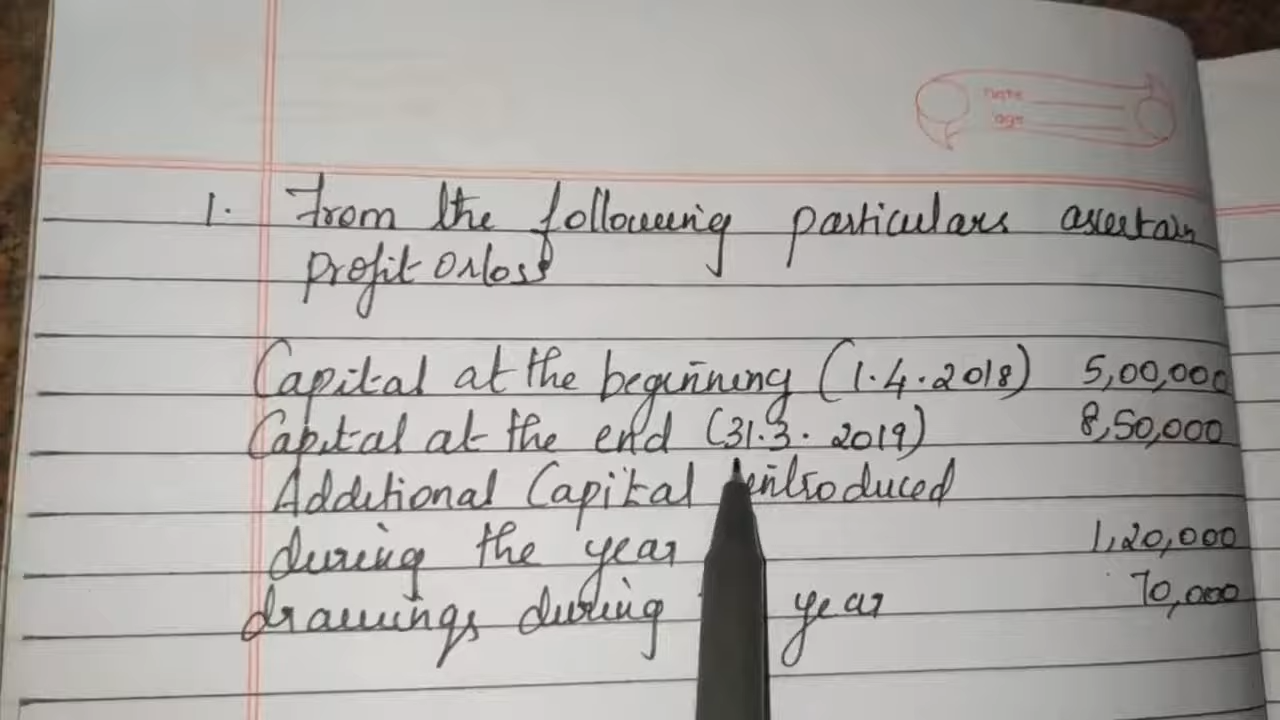 1. From the following particulars ascertain
profit or loss
Capital at the beginning (1.4.2018) 5,00,000
Capital at the end (31.3.2019) 8,50,000
Additional Capital introduced
during the year 1,20,000
drawings during year 70,000